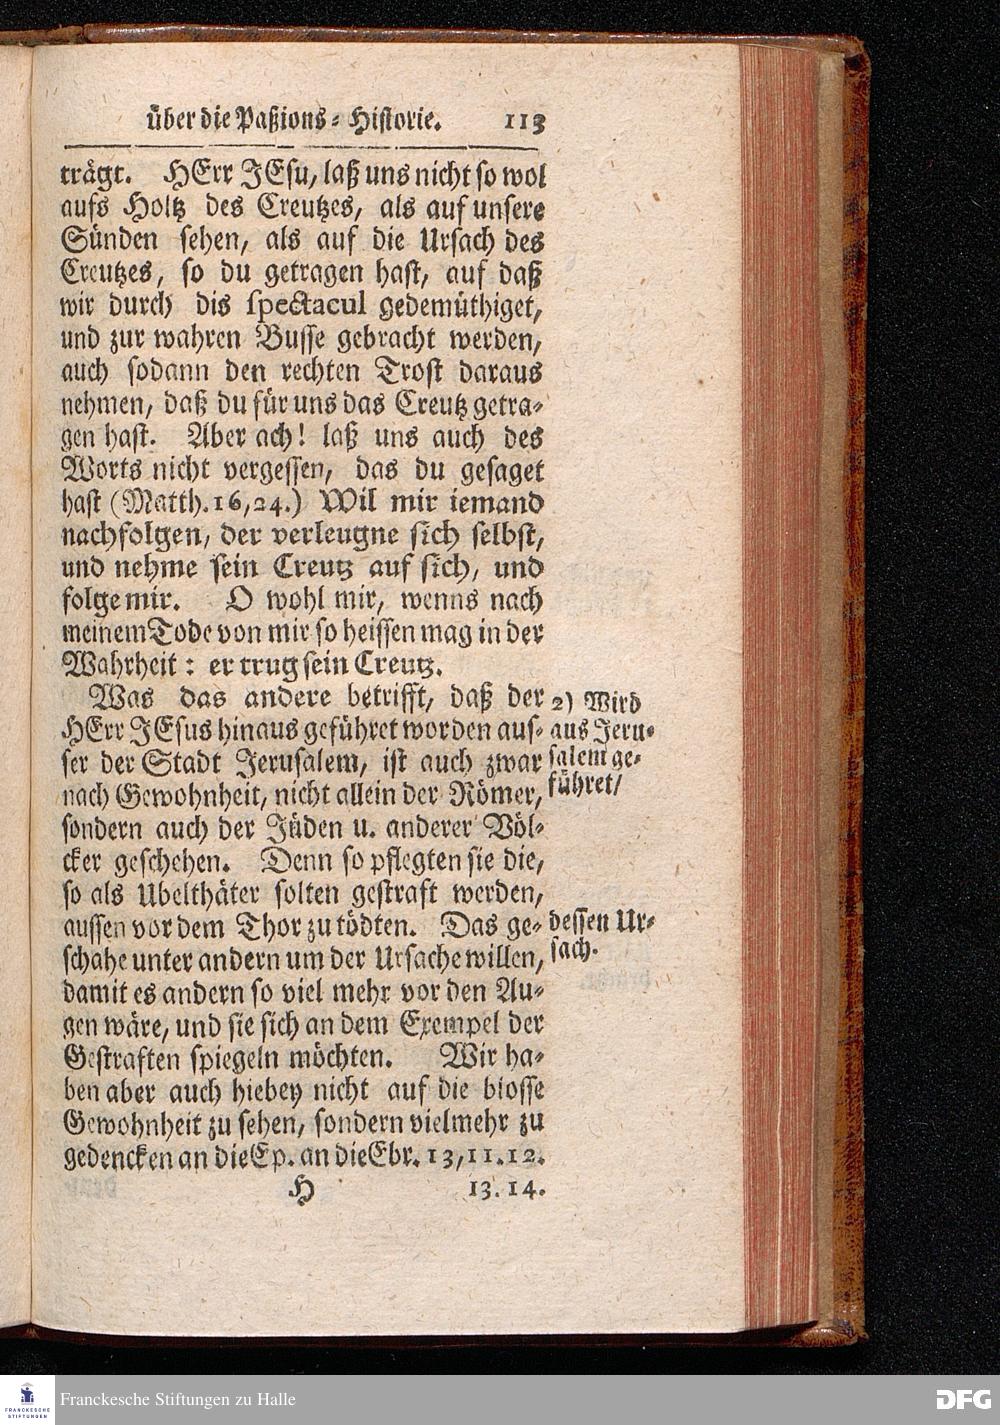 über die Paßions-Historie. 113
trägt. HErr JEsu, laß uns nicht so wol
aufs Holtz des Creutzes, als auf unsere
Sünden sehen, als auf die Ursach des
Creutzes, so du getragen hast, auf daß
wir durch dis spectacul gedemüthiget,
und zur wahren Busse gebracht werden,
auch sodann den rechten Trost daraus
nehmen, daß du für uns das Creutz getra-
gen hast. Aber ach! laß uns auch des
Worts nicht vergessen, das du gesaget
hast (Matth. 16,24.) Wil mir iemand
nachfolgen, der verleugne sich selbst,
und nehme sein Creutz auf sich, und
folge mir. O wohl mir, wenns nach
meinem Tode von mir so heissen mag in der
Wahrheit: er trug sein Creutz.
Was das andere betrifft, daß der
HErr JEsus hinaus geführet worden aus-
ser der Stadt Jerusalem, ist auch zwar
nach Gewohnheit, nicht allein der Römer,
sondern auch der Jüden u. anderer Völ-
cker geschehen. Denn so pflegten sie die,
so als Ubelthäter solten gestraft werden,
aussen vor dem Thor zu tödten. Das ge-
schahe unter andern um der Ursache willen,
damit es andern so viel mehr vor den Au-
gen wäre, und sie sich an dem Exempel der
Gestraften spiegeln möchten. Wir ha-
ben aber auch hiebey nicht auf die blosse
Gewohnheit zu sehen, sondern vielmehr zu
gedencken an die Ep. an die Ebr. 13,11.12.
H 13.14.
2) Wird
aus Jeru-
salem ge-
führet/
dessen Ur-
sach.
FRANCKESCHE
STIFTUNGEN
Franckesche Stiftungen zu Halle
DFG